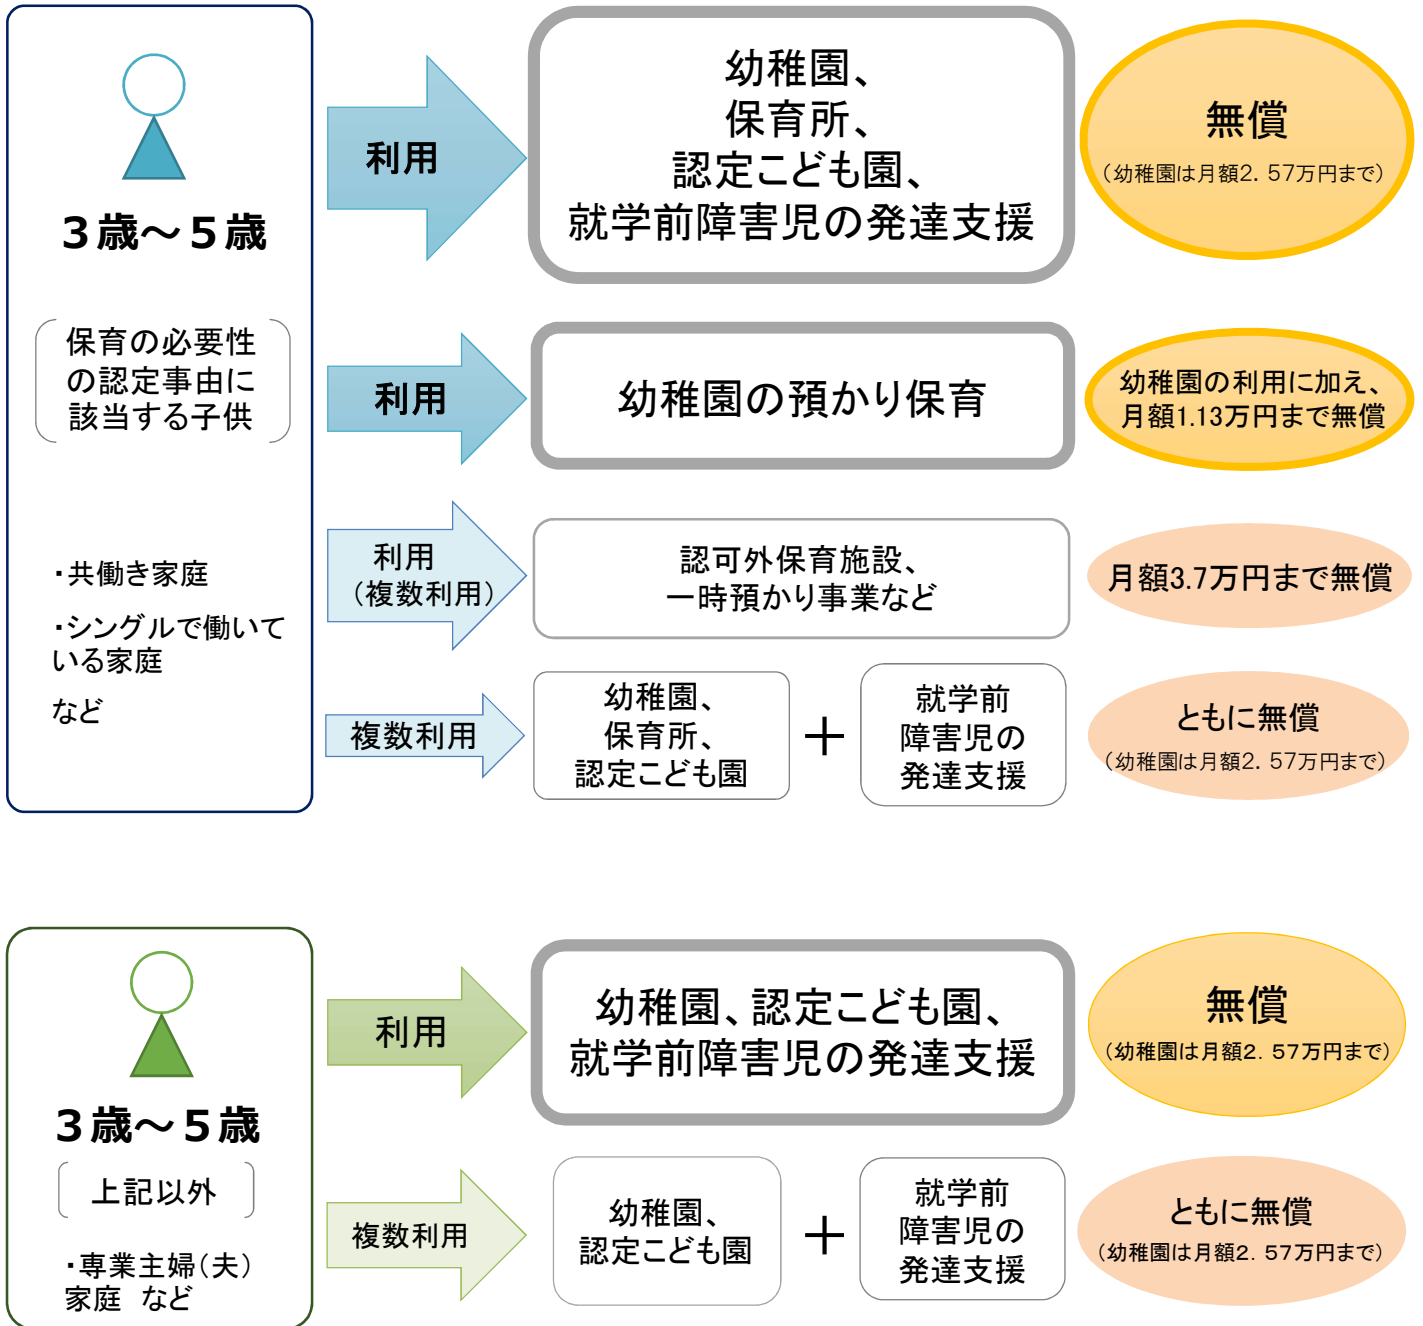 3歳～5歳
保育の必要性
の認定事由に
該当する子供
・共働き家庭
・シングルで働いて
いる家庭
など
利用
幼稚園、
保育所、
認定こども園、
就学前障害児の発達支援
無償
（幼稚園は月額2．57万円まで）
利用
幼稚園の預かり保育
幼稚園の利用に加え、
月額1.13万円まで無償
利用
（複数利用）
認可外保育施設、
一時預かり事業など
月額3.7万円まで無償
複数利用
幼稚園、
保育所、
認定こども園
＋
就学前
障害児の
発達支援
ともに無償
（幼稚園は月額2．57万円まで）
3歳～5歳
上記以外
・専業主婦（夫）
家庭　など
利用
幼稚園、認定こども園、
就学前障害児の発達支援
無償
（幼稚園は月額2．57万円まで）
複数利用
幼稚園、
認定こども園
＋
就学前
障害児の
発達支援
ともに無償
（幼稚園は月額2．57万円まで）